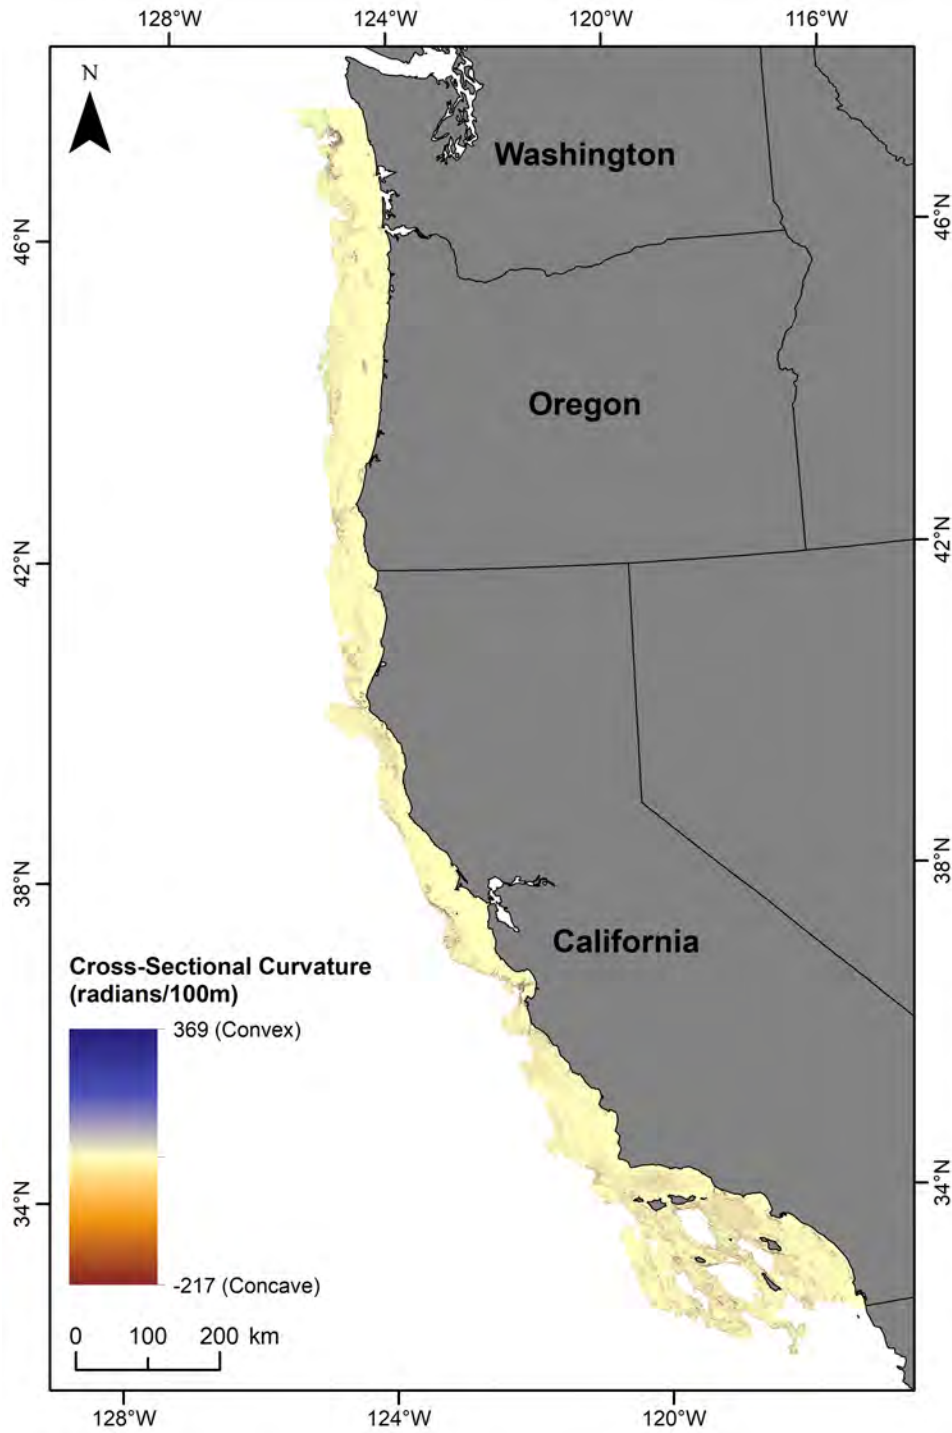 128°W 124°W 120°W 116°W
N
Washington
46°N 46°N
Oregon
42°N 42°N
38°N 38°N
California
Cross-Sectional Curvature
(radians/100m)
369 (Convex)
34°N 34°N
-217 (Concave)
0 100 200 km
128°W 124°W 120°W